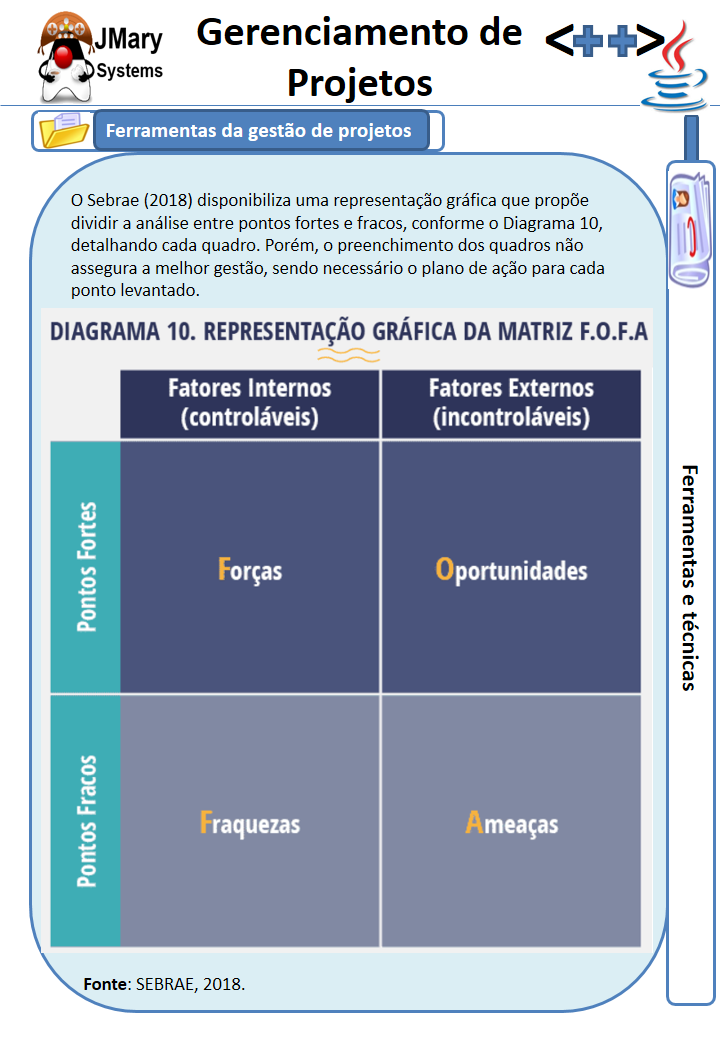 JMary
Systems
Gerenciamento de
Projetos
<++>
Ferramentas da gestão de projetos
O Sebrae (2018) disponibiliza uma representação gráfica que propõe
dividir a análise entre pontos fortes e fracos, conforme o Diagrama 10,
detalhando cada quadro. Porém, o preenchimento dos quadros não
assegura a melhor gestão, sendo necessário o plano de ação para cada
ponto levantado.
DIAGRAMA 10. REPRESENTAÇÃO GRÁFICA DA MATRIZ F.O.F.A
Fatores Internos
(controláveis)
Fatores Externos
(incontroláveis)
Pontos Fortes
Forças
Oportunidades
Pontos Fracos
Fraquezas
Ameaças
Fonte: SEBRAE, 2018.
Ferramentas e técnicas